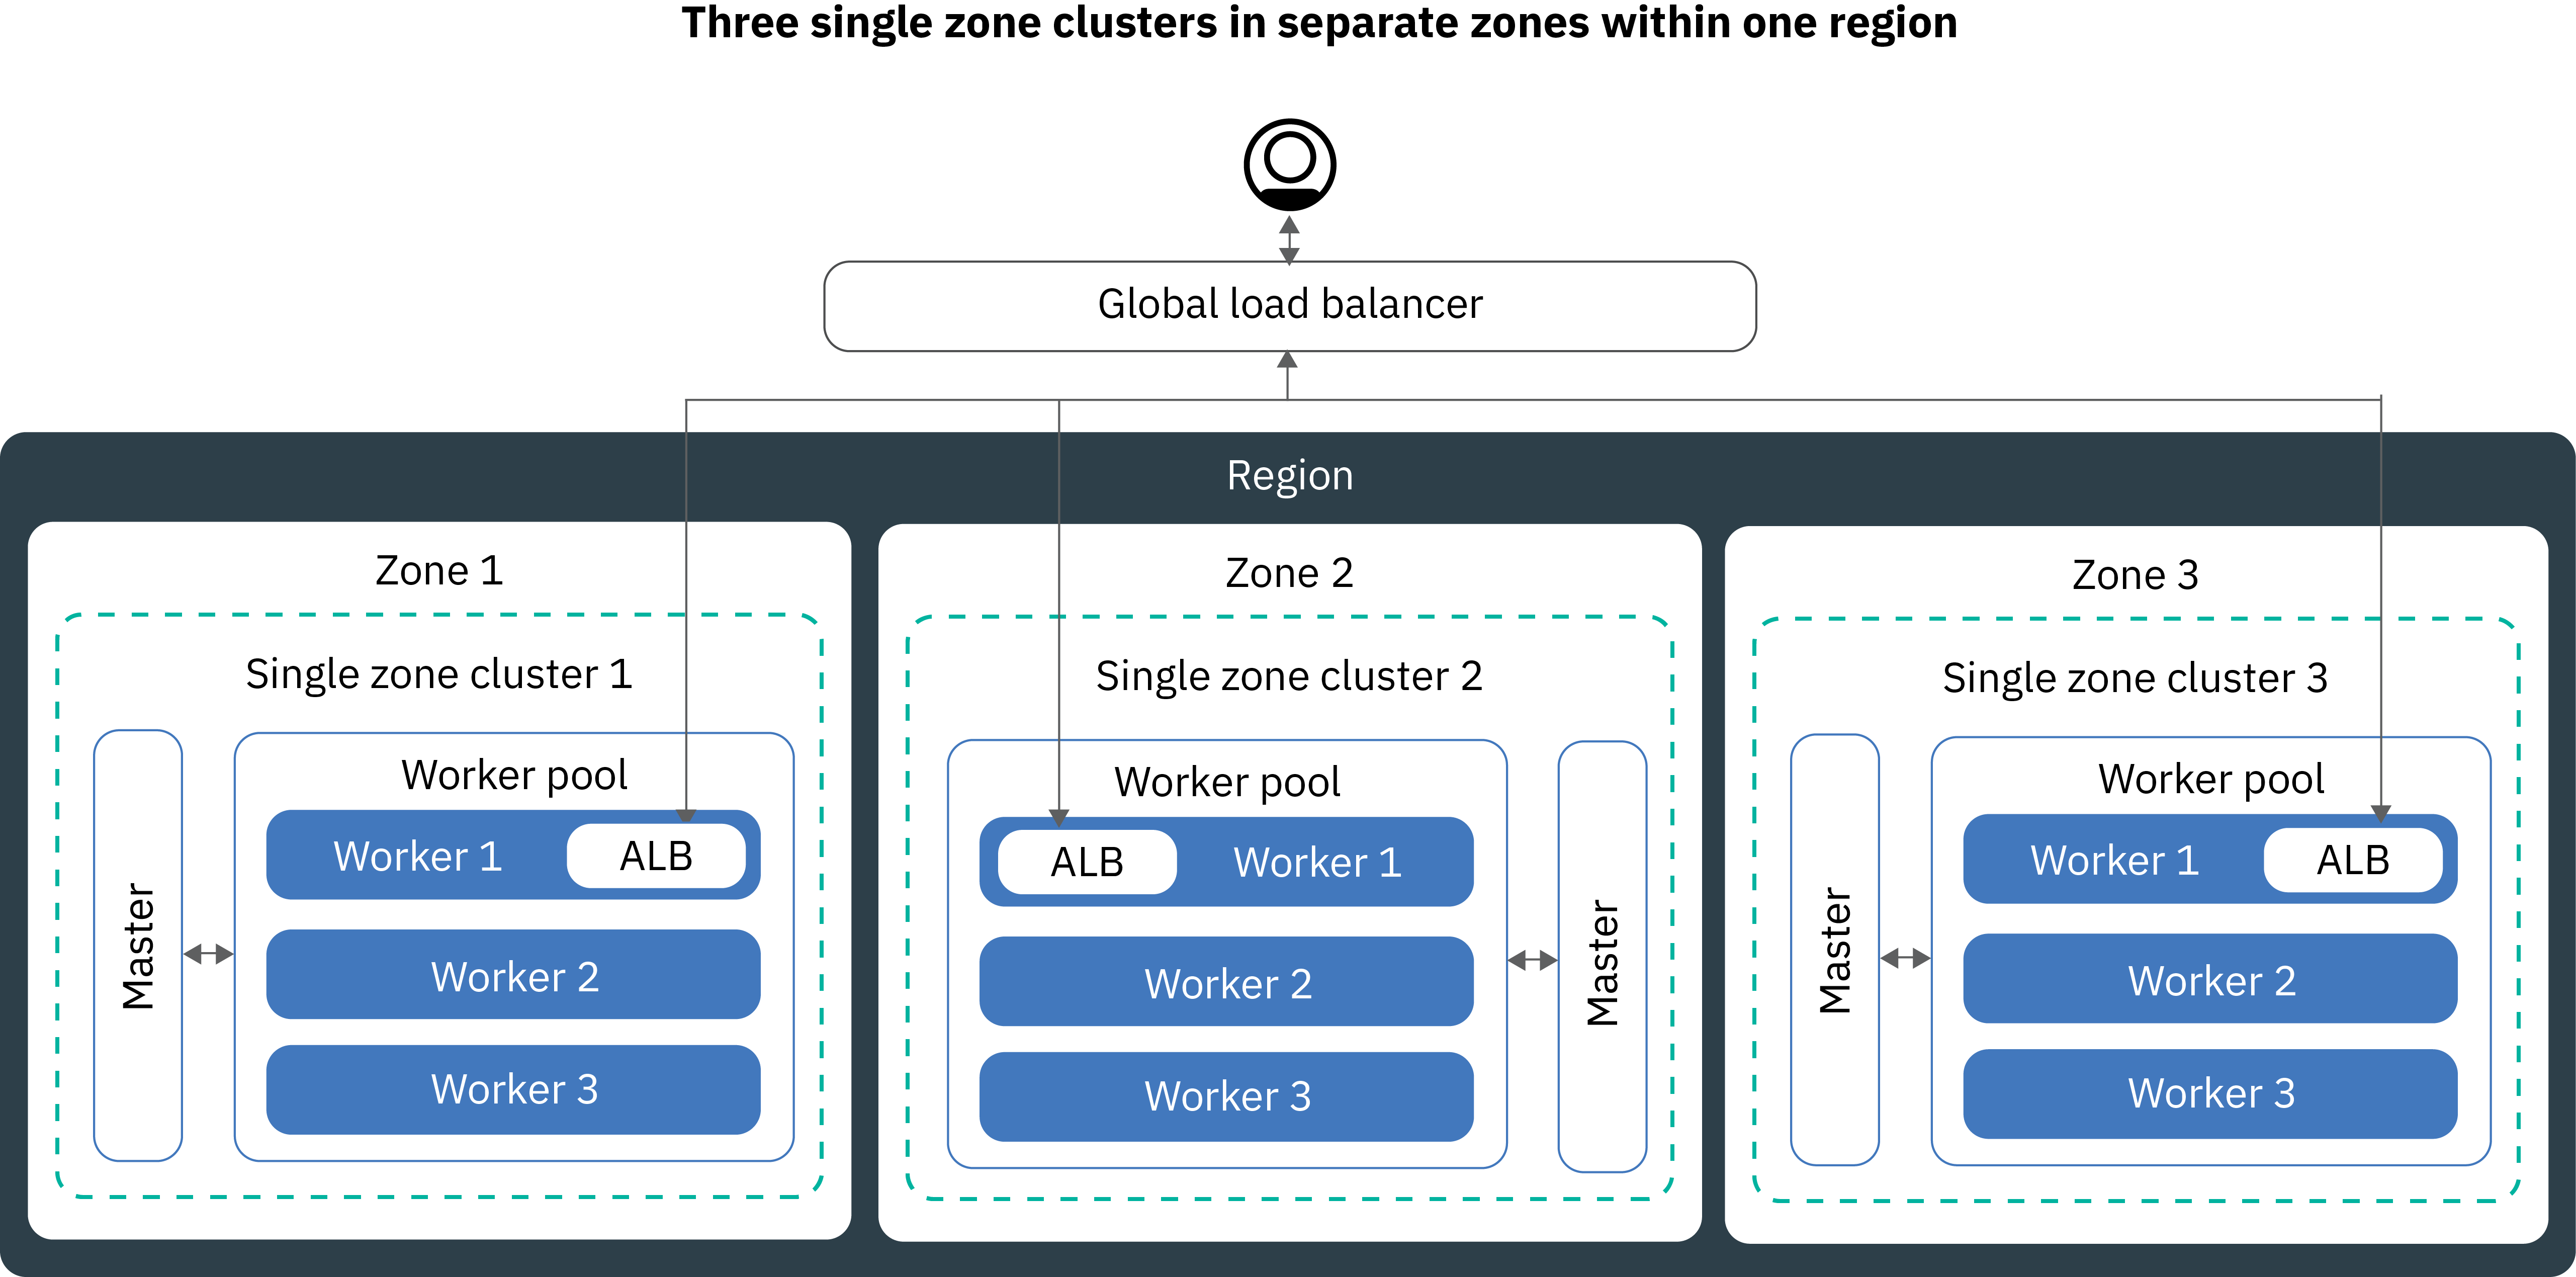 Three single zone clusters in separate zones within one region
Global load balancer
Region
Zone 1
Single zone cluster 1
Master
Worker pool
Worker 1
ALB
Worker 2
Worker 3
Zone 2
Single zone cluster 2
Worker pool
ALB
Worker 1
Worker 2
Worker 3
Master
Zone 3
Single zone cluster 3
Master
Worker pool
Worker 1
ALB
Worker 2
Worker 3